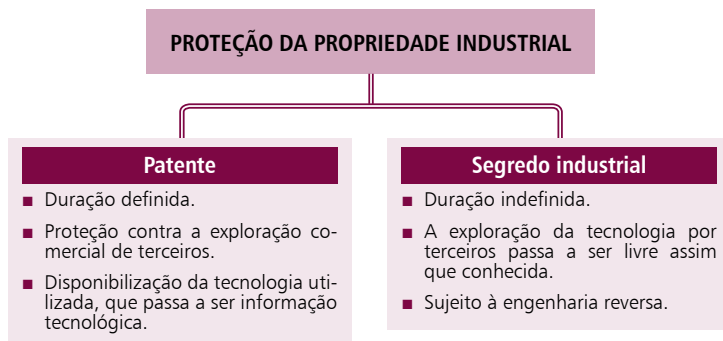 PROTEÇÃO DA PROPRIEDADE INDUSTRIAL
Patente
■ Duração definida.
■ Proteção contra a exploração co-
mercial de terceiros.
■ Disponibilização da tecnologia uti-
lizada, que passa a ser informação
tecnológica.
Segredo industrial
■ Duração indefinida.
■ A exploração da tecnologia por
terceiros passa a ser livre assim
que conhecida.
■ Sujeito à engenharia reversa.